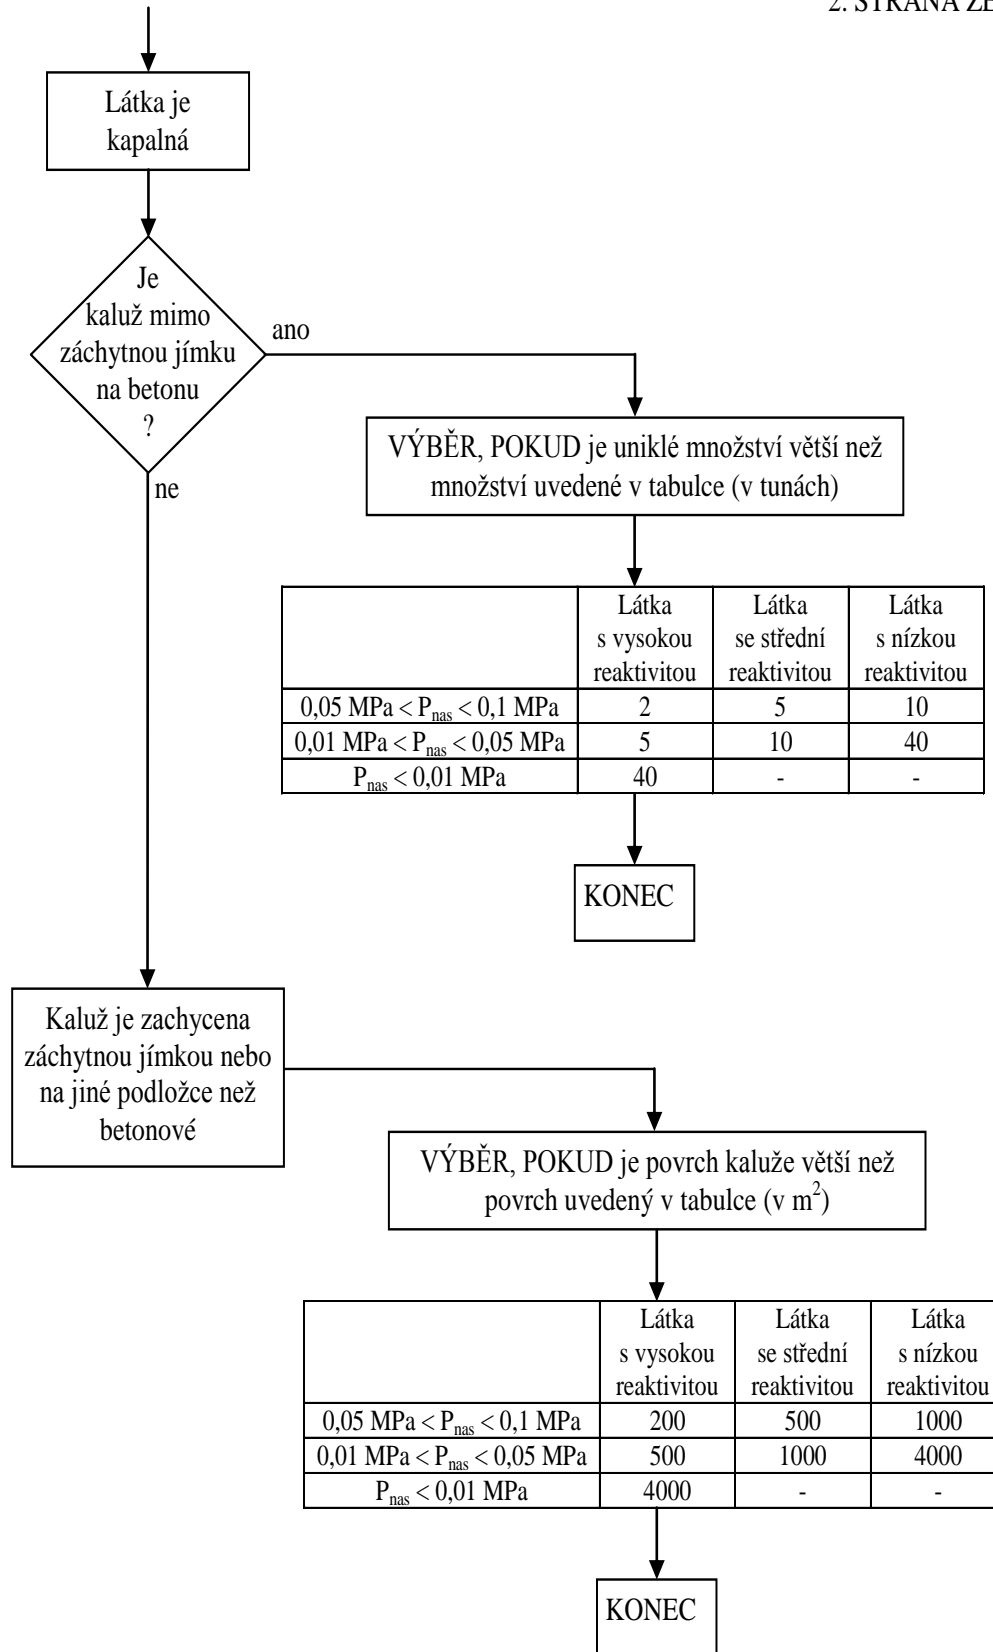 2. STRANA ZE
Látka je
kapalná
Je
kaluž mimo
záchytnou jímku
na betonu
?
ano
ne
VÝBĚR, POKUD je uniklé množství větší než
množství uvedené v tabulce (v tunách)
Látka Látka Látka
s vysokou se střední s nízkou
reaktivitou reaktivitou reaktivitou
0,05 MPa < Pnas < 0,1 MPa 2 5 10
0,01 MPa < Pnas < 0,05 MPa 5 10 40
Pnas < 0,01 MPa 40 - -
KONEC
Kaluž je zachycena
záchytnou jímkou nebo
na jiné podložce než
betonové
VÝBĚR, POKUD je povrch kaluže větší než
povrch uvedený v tabulce (v m²)
Látka Látka Látka
s vysokou se střední s nízkou
reaktivitou reaktivitou reaktivitou
0,05 MPa < Pnas < 0,1 MPa 200 500 1000
0,01 MPa < Pnas < 0,05 MPa 500 1000 4000
Pnas < 0,01 MPa 4000 - -
KONEC